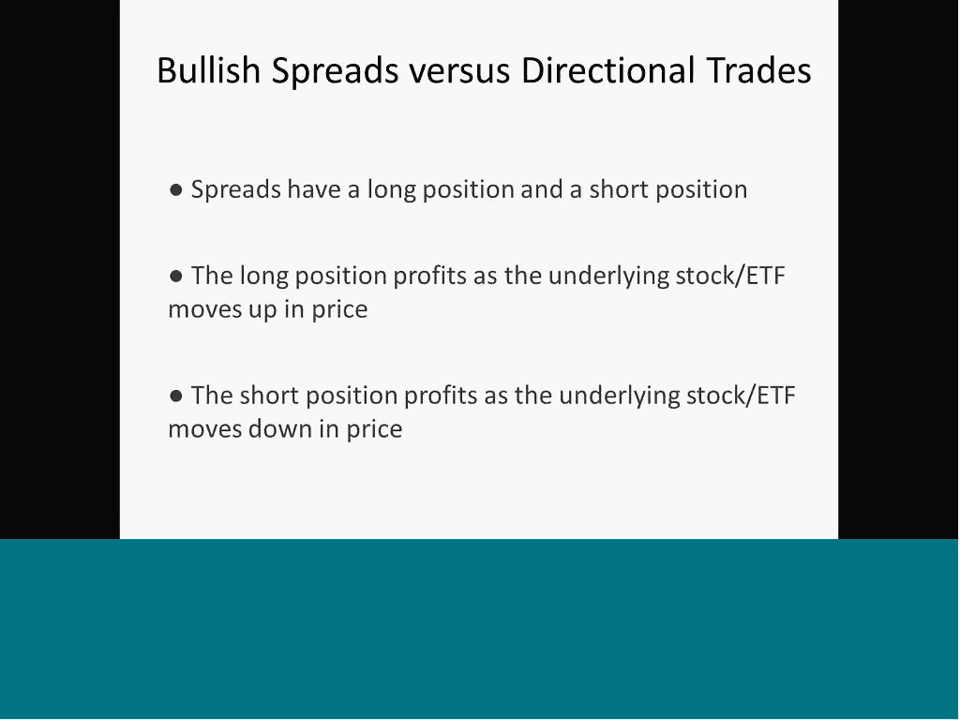 Bullish Spreads versus Directional Trades
● Spreads have a long position and a short position
● The long position profits as the underlying stock/ETF
moves up in price
● The short position profits as the underlying stock/ETF
moves down in price